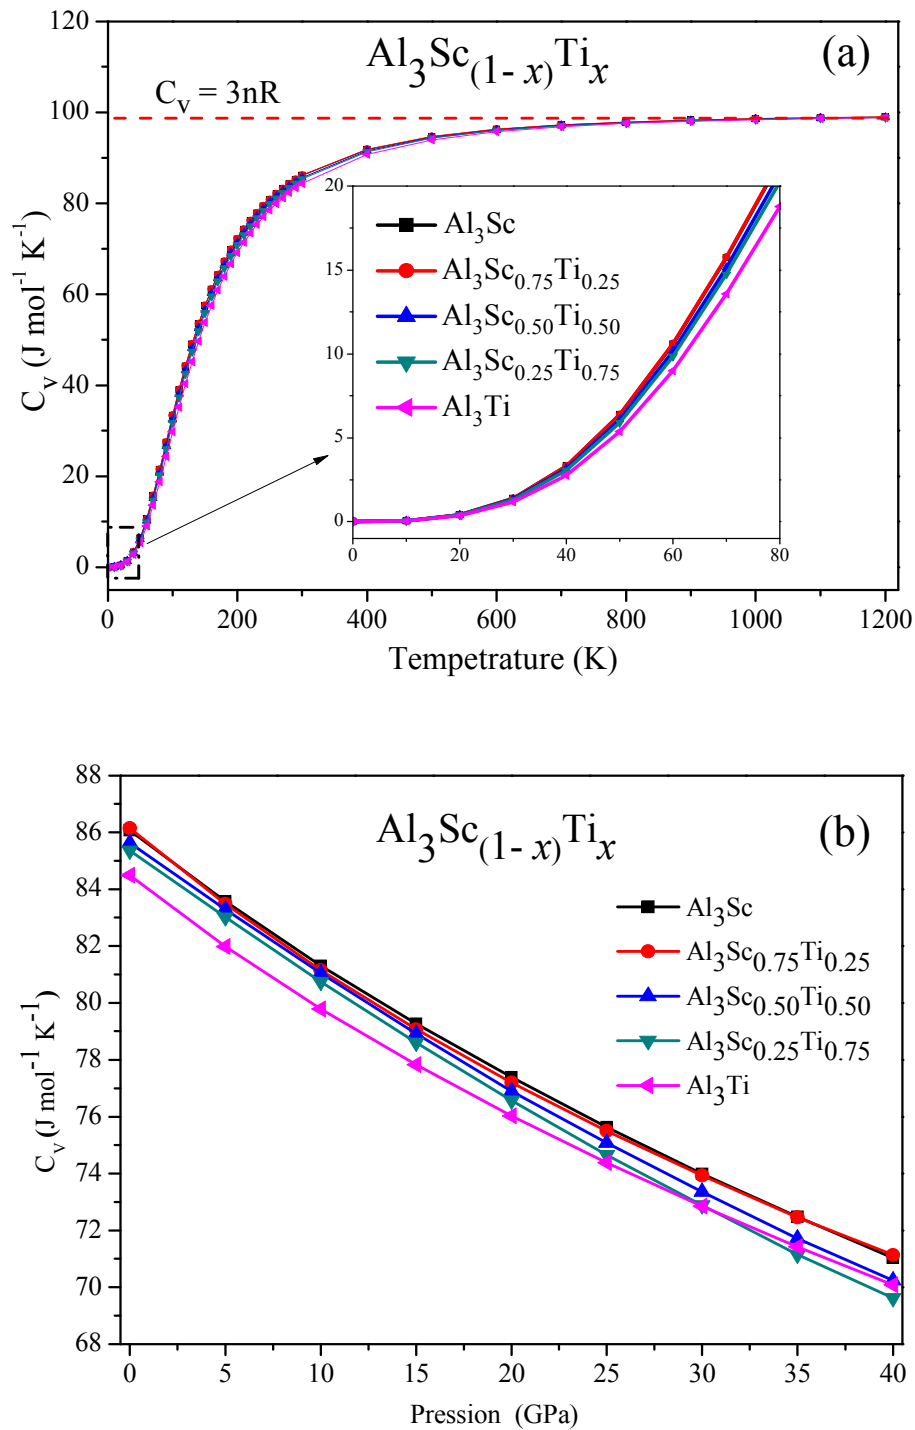 Al3Sc(1- x)Tix
(a)
Cv = 3nR
120
100
80
60
40
20
0
Cv (J mol-1 K-1)
20
15
10
5
0
Al3Sc
Al3Sc0.75Ti0.25
Al3Sc0.50Ti0.50
Al3Sc0.25Ti0.75
Al3Ti
0 20 40 60 80
0 200 400 600 800 1000 1200
Tempetrature (K)
Al3Sc(1- x)Tix
(b)
88
86
84
82
80
78
76
74
72
70
68
Cv (J mol-1 K-1)
Al3Sc
Al3Sc0.75Ti0.25
Al3Sc0.50Ti0.50
Al3Sc0.25Ti0.75
Al3Ti
0 5 10 15 20 25 30 35 40
Pression (GPa)